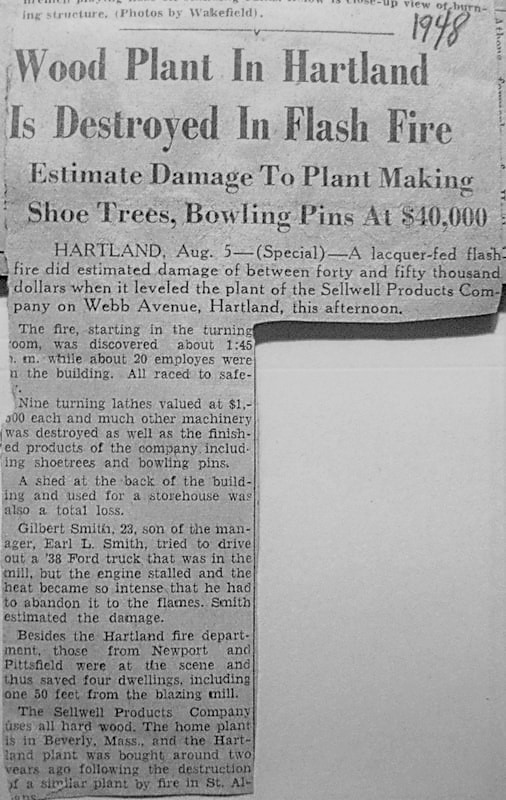 close-up view of burn-
ing structure. (Photos by Wakefield).
1948
Wood Plant In Hartland
Is Destroyed In Flash Fire
Estimate Damage To Plant Making
Shoe Trees, Bowling Pins At $40,000
HARTLAND, Aug. 5—(Special)—A lacquer-fed flash
fire did estimated damage of between forty and fifty thousand
dollars when it leveled the plant of the Sellwell Products Com-
pany on Webb Avenue, Hartland, this afternoon.
The fire, starting in the turning
room, was discovered about 1:45
p. m. while about 20 employes were
in the building. All raced to safe-
Nine turning lathes valued at $1,-
500 each and much other machinery
was destroyed as well as the finish-
ed products of the company includ-
ing shoetrees and bowling pins.
A shed at the back of the build-
ing and used for a storehouse was
also a total loss.
Gilbert Smith, 23, son of the man-
ager, Earl L. Smith, tried to drive
out a '38 Ford truck that was in the
mill, but the engine stalled and the
heat became so intense that he had
to abandon it to the flames. Smith
estimated the damage.
Besides the Hartland fire depart-
ment, those from Newport and
Pittsfield were at the scene and
thus saved four dwellings, including
one 50 feet from the blazing mill.
The Sellwell Products Company
uses all hard wood. The home plant
is in Beverly, Mass., and the Hart-
land plant was bought around two
years ago following the destruction
of a similar plant by fire in St. Al-